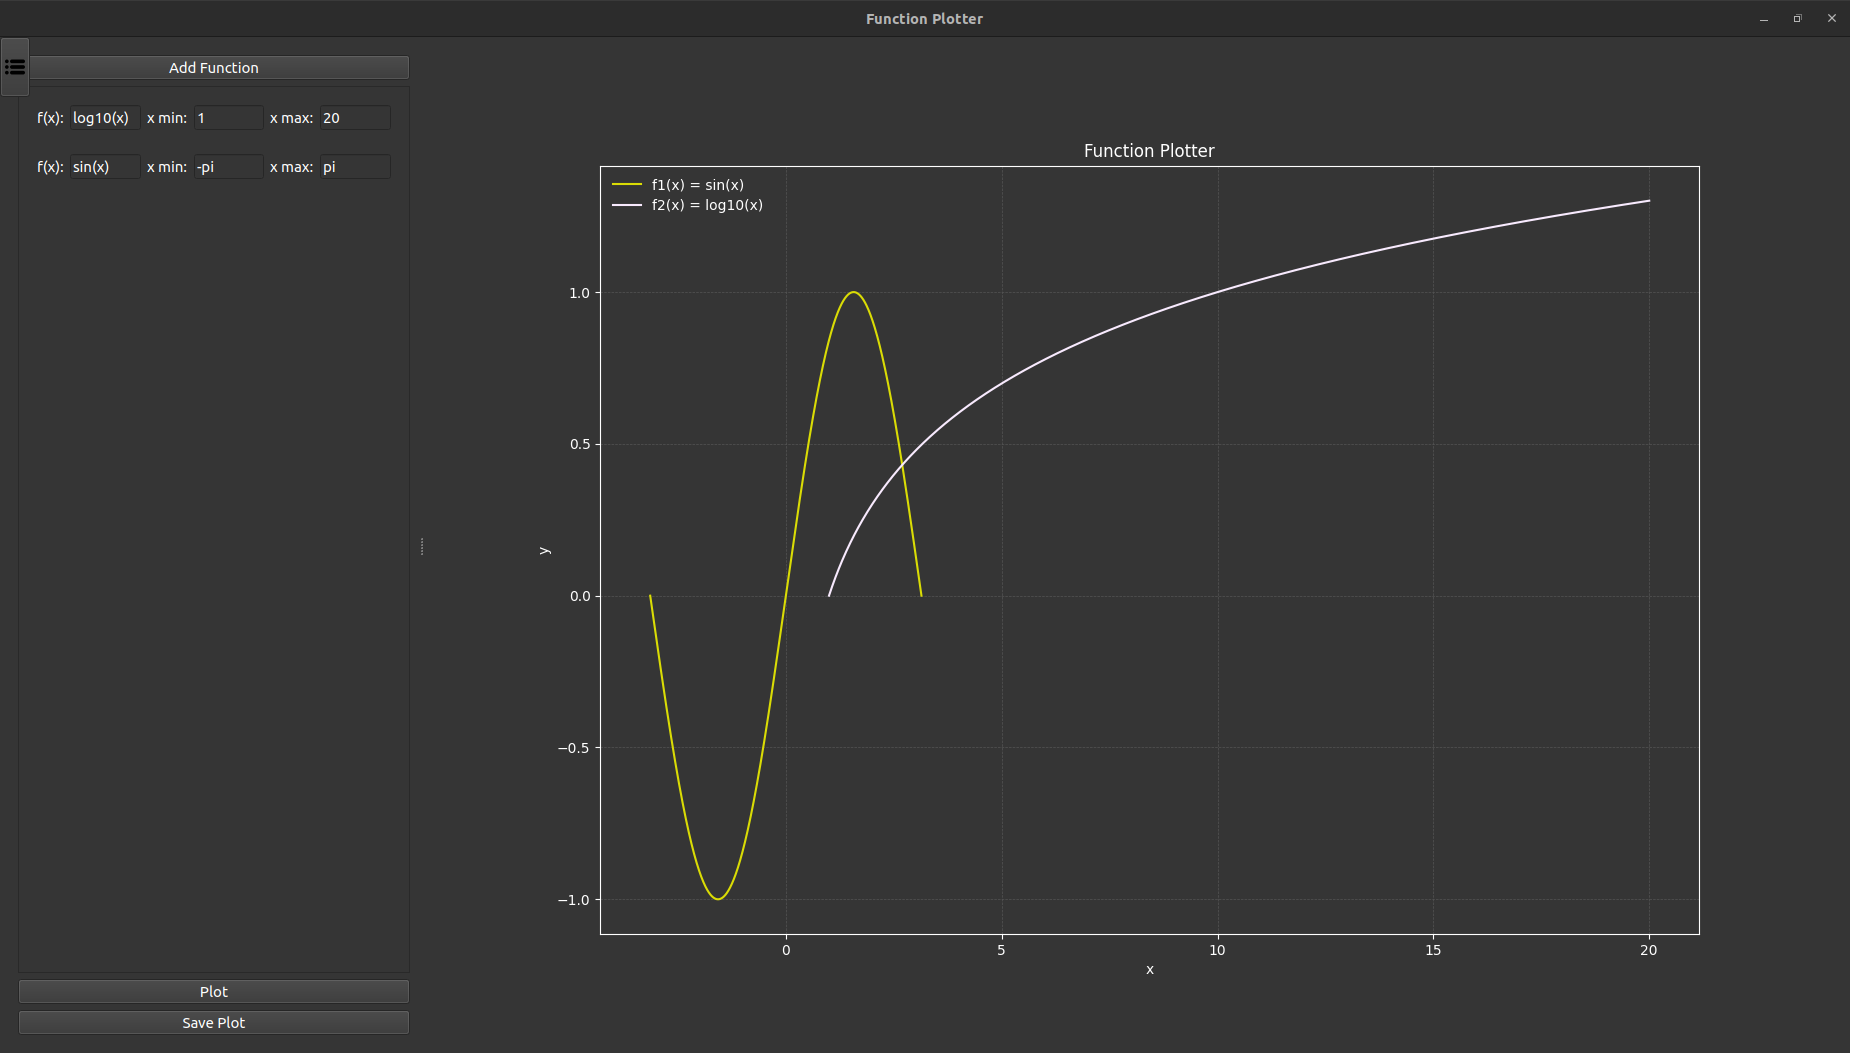 Function Plotter
Add Function
f(x): log10(x) x min: 1 x max: 20
f(x): sin(x) x min: -pi x max: pi
Plot
Save Plot
Function Plotter
f1(x) = sin(x)
f2(x) = log10(x)
1.0
0.5
0.0
−0.5
−1.0
y
0 5 10 15 20
x